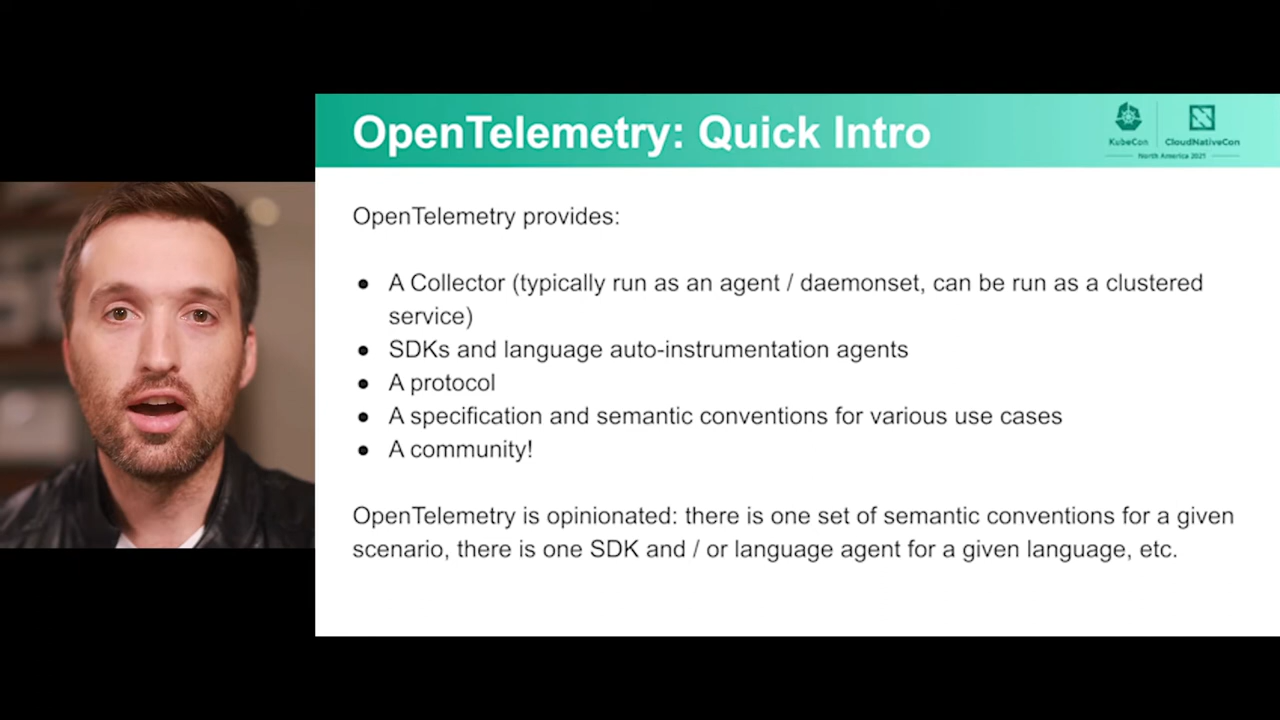 OpenTelemetry: Quick Intro
KubeCon
CloudNativeCon
North America 2021
OpenTelemetry provides:
● A Collector (typically run as an agent / daemonset, can be run as a clustered
service)
● SDKs and language auto-instrumentation agents
● A protocol
● A specification and semantic conventions for various use cases
● A community!
OpenTelemetry is opinionated: there is one set of semantic conventions for a given
scenario, there is one SDK and / or language agent for a given language, etc.